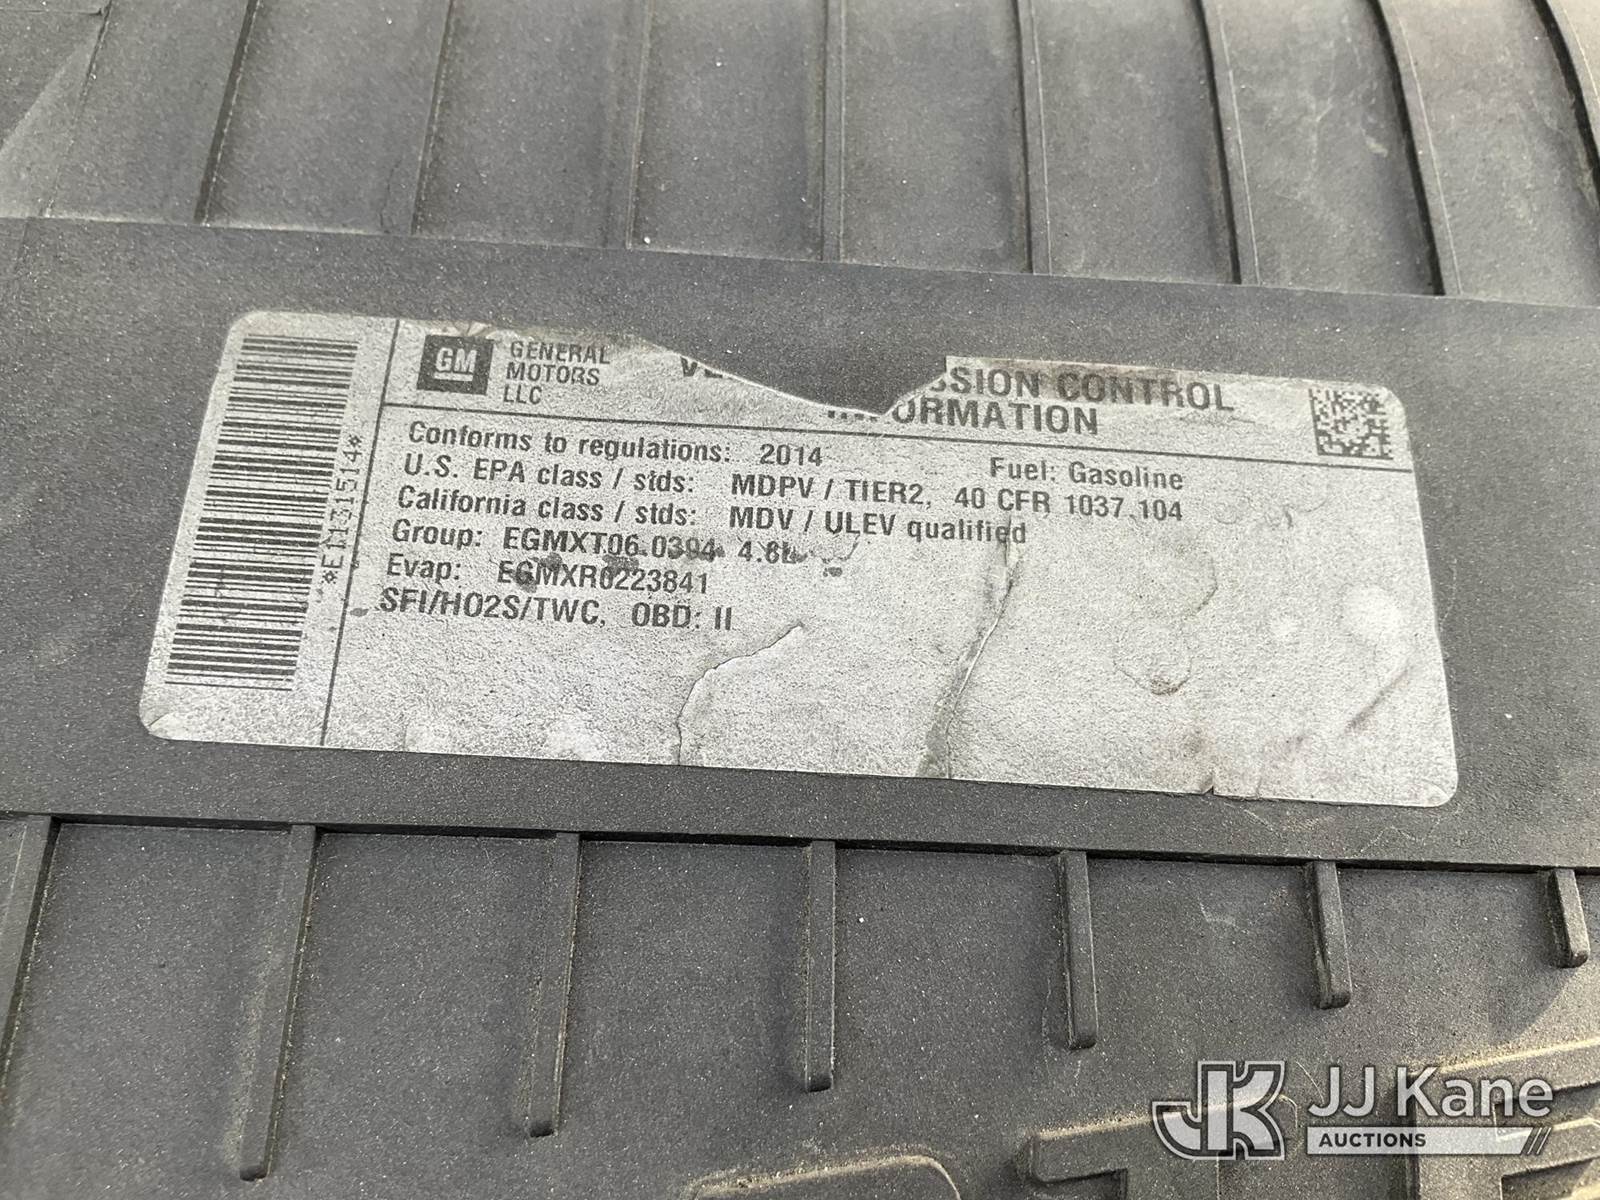 GM GENERAL MOTORS LLC
SSION CONTROL
ORMATION
Conforms to regulations: 2014 Fuel: Gasoline
U.S. EPA class / stds: MDPV / TIER2, 40 CFR 1037.104
California class / stds: MDV / ULEV qualified
Group: EGMXT06.0394 4.8L
Evap: EGMXR0223841
SFI/HO2S/TWC, OBD: II
JK JJ Kane
AUCTIONS